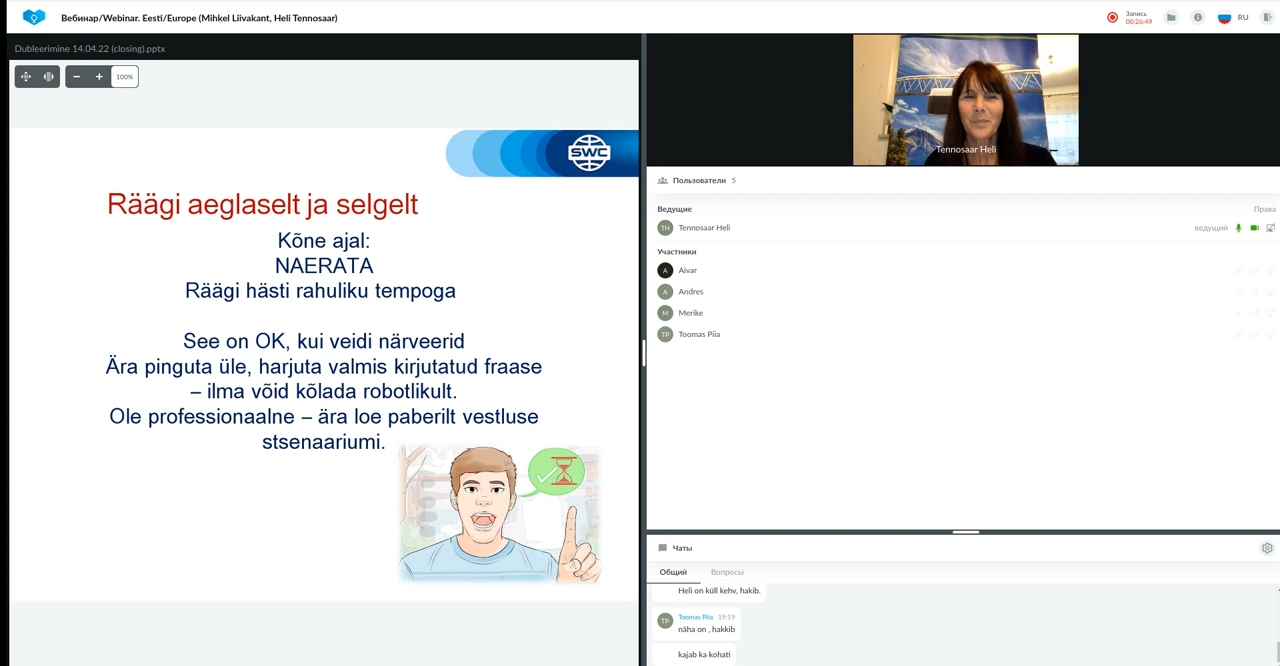 Вебинар/Webinar. Eesti/Europe (Mihkel Liivakant, Heli Tennosaar)
Запись
00:26:49
RU
Dubleerimine 14.04.22 (closing).pptx
100%
SWC
Räägi aeglaselt ja selgelt
Kõne ajal:
NAERATA
Räägi hästi rahuliku tempoga
See on OK, kui veidi närveerid
Ära pinguta üle, harjuta valmis kirjutatud fraase
– ilma võid kõlada robotlikult.
Ole professionaalne – ära loe paberilt vestluse
stsenaariumi.
Tennosaar Heli
Пользователи 5
Ведущие Права
TH Tennosaar Heli ведущий
Участники
A Aivar
A Andres
M Merike
TP Toomas Piia
Чаты
Общий Вопросы
Heli on küll kehv, hakib.
TP Toomas Piia 19:19
näha on , hakkib
kajab ka kohati